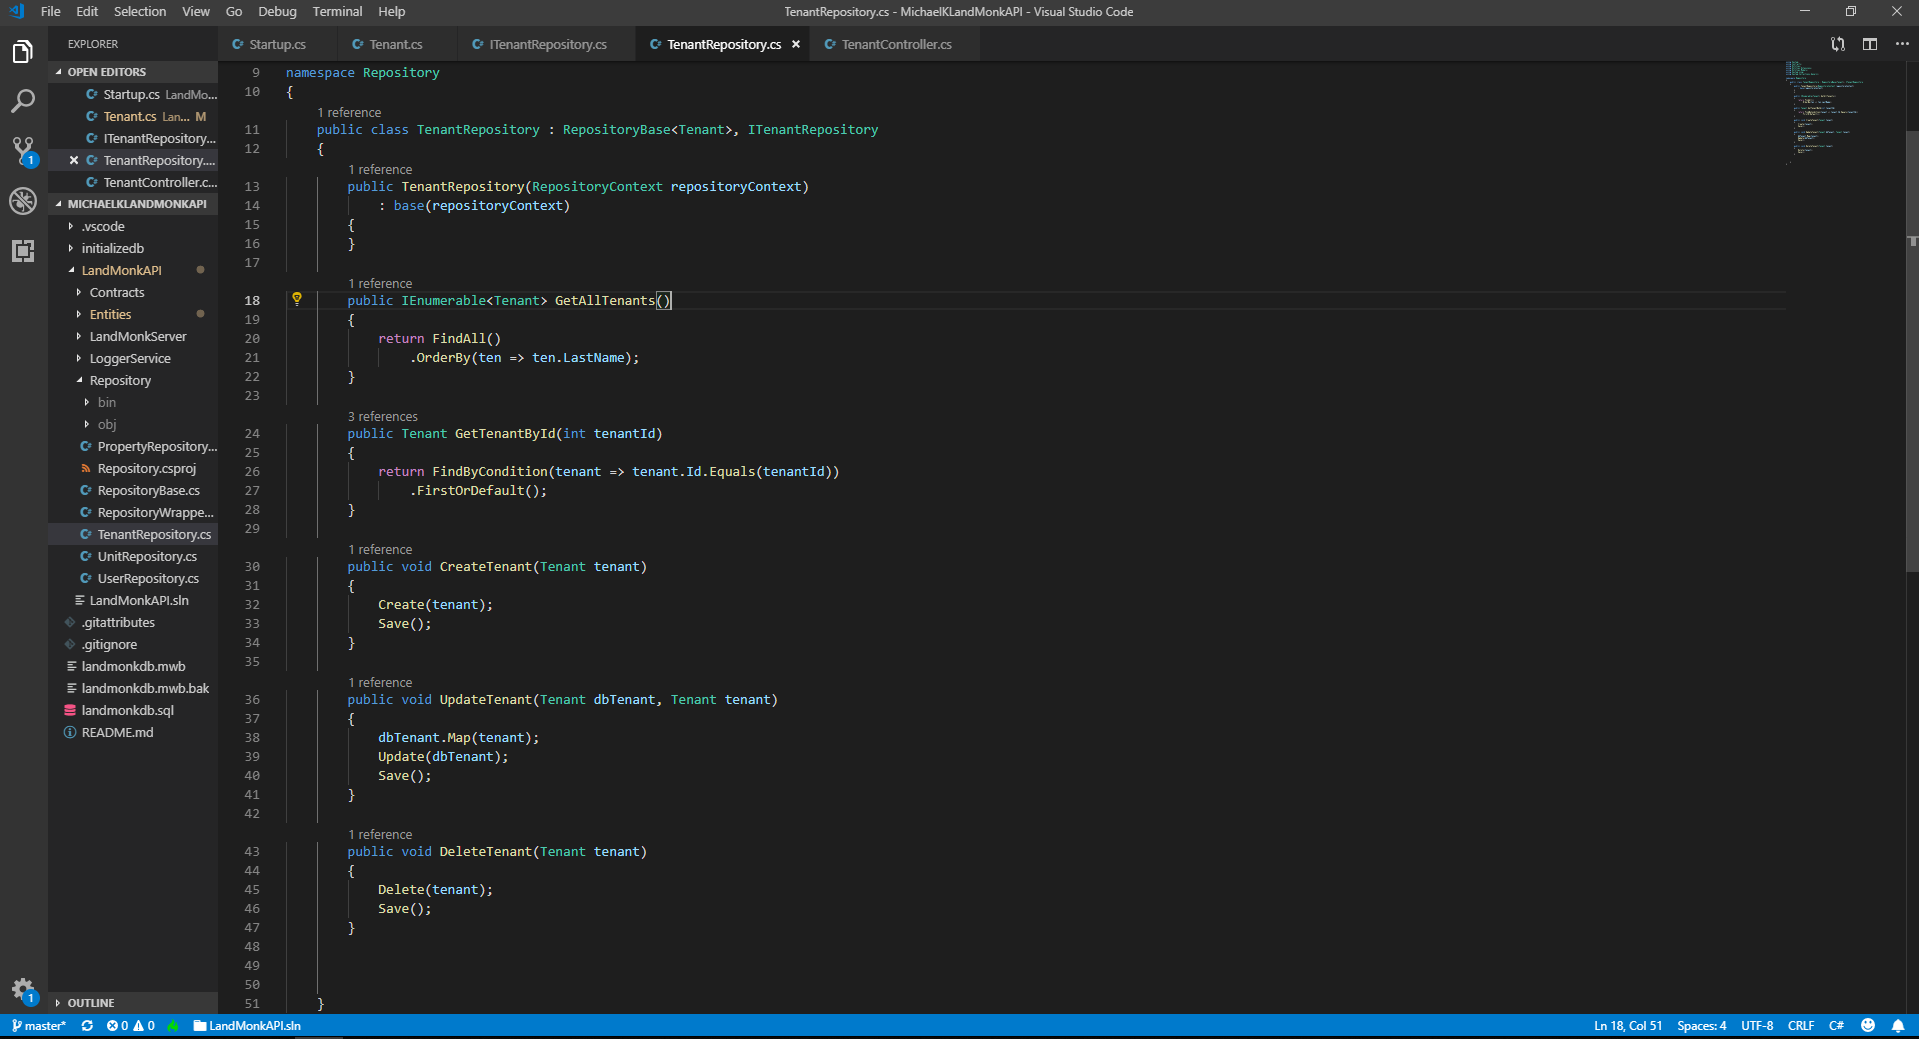 File Edit Selection View Go Debug Terminal Help
TenantRepository.cs - MichaelKLandMonkAPI - Visual Studio Code
EXPLORER
OPEN EDITORS
Startup.cs LandMo...
Tenant.cs Lan... M
ITenantRepository...
TenantRepository....
TenantController.c...
MICHAELKLANDMONKAPI
.vscode
initializedb
LandMonkAPI
Contracts
Entities
LandMonkServer
LoggerService
Repository
bin
obj
PropertyRepository...
Repository.csproj
RepositoryBase.cs
RepositoryWrappe...
TenantRepository.cs
UnitRepository.cs
UserRepository.cs
LandMonkAPI.sln
.gitattributes
.gitignore
landmonkdb.mwb
landmonkdb.mwb.bak
landmonkdb.sql
README.md
OUTLINE
1
1
Startup.cs Tenant.cs ITenantRepository.cs TenantRepository.cs TenantController.cs
9 namespace Repository
10 {
1 reference
11 public class TenantRepository : RepositoryBase<Tenant>, ITenantRepository
12 {
1 reference
13 public TenantRepository(RepositoryContext repositoryContext)
14 : base(repositoryContext)
15 {
16 }
17
1 reference
18 public IEnumerable<Tenant> GetAllTenants()
19 {
20 return FindAll()
21 .OrderBy(ten => ten.LastName);
22 }
23
3 references
24 public Tenant GetTenantById(int tenantId)
25 {
26 return FindByCondition(tenant => tenant.Id.Equals(tenantId))
27 .FirstOrDefault();
28 }
29
1 reference
30 public void CreateTenant(Tenant tenant)
31 {
32 Create(tenant);
33 Save();
34 }
35
1 reference
36 public void UpdateTenant(Tenant dbTenant, Tenant tenant)
37 {
38 dbTenant.Map(tenant);
39 Update(dbTenant);
40 Save();
41 }
42
1 reference
43 public void DeleteTenant(Tenant tenant)
44 {
45 Delete(tenant);
46 Save();
47 }
48
49
50
51 }
master* 0 0 LandMonkAPI.sln
Ln 18, Col 51 Spaces: 4 UTF-8 CRLF C#